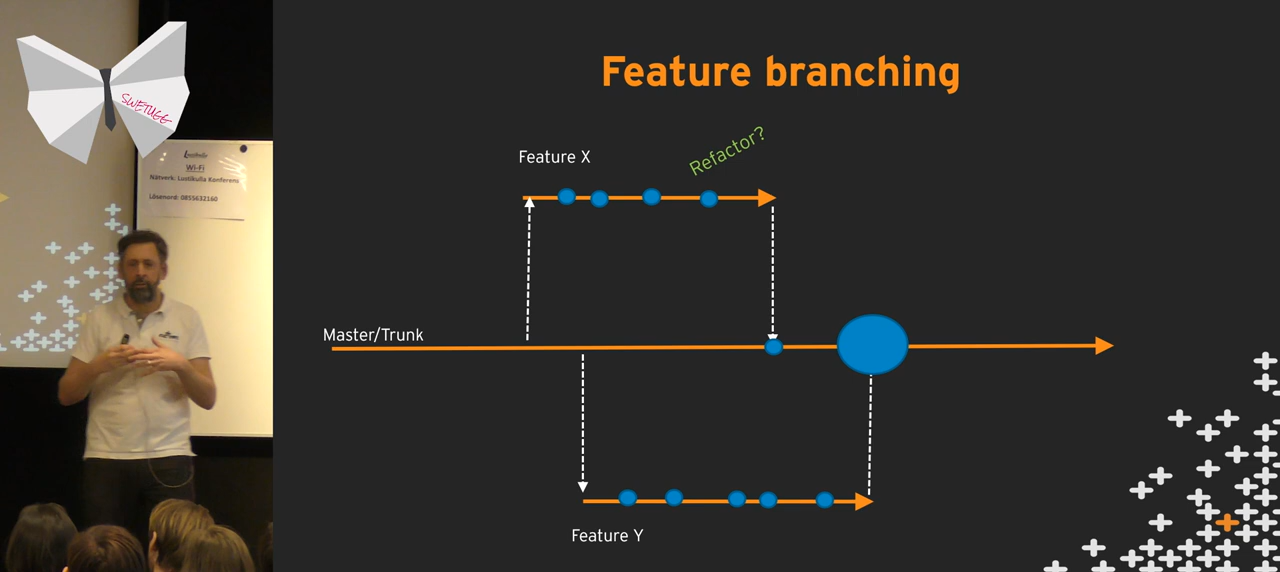 SWETUGG
Wi-Fi
Nätverk: Lustikulla Konferens
Lösenord: 0855632160
Feature branching
Feature X
Refactor?
Master/Trunk
Feature Y